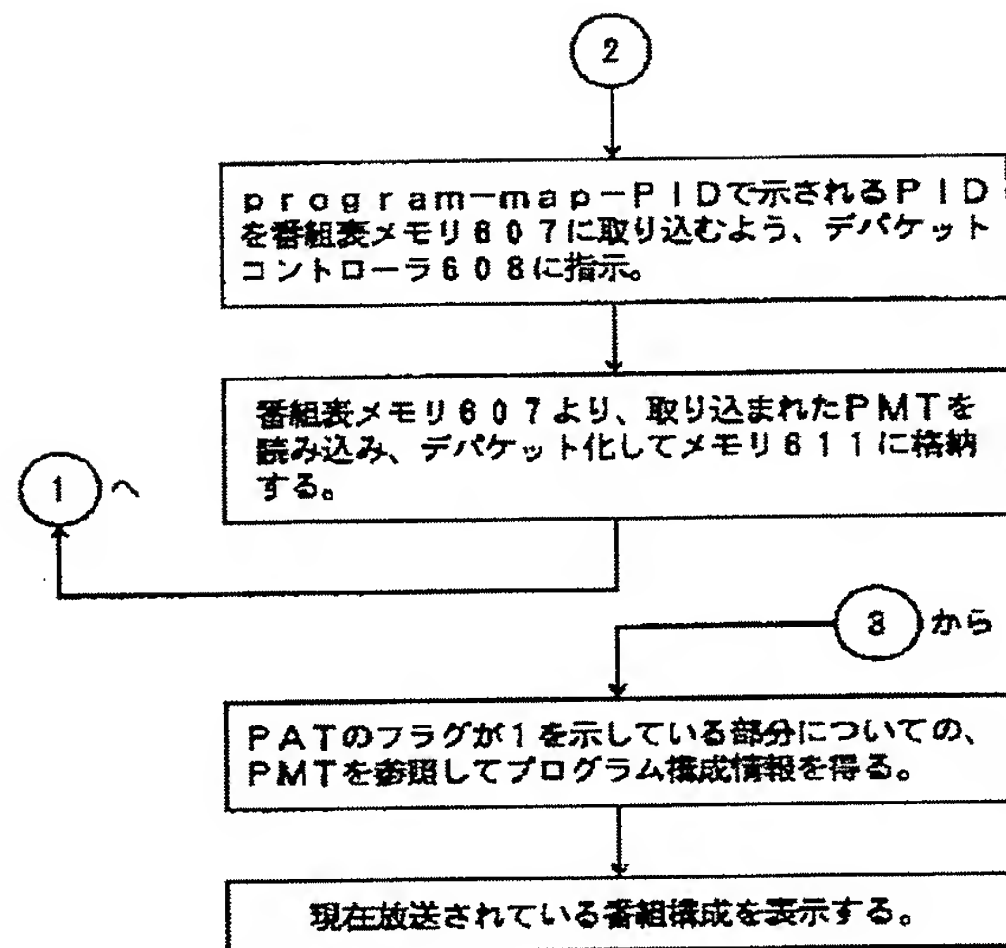 2
program-map-PIDで示されるPID
を番組表メモリ607に取り込むよう、デパケット
コントローラ608に指示。
番組表メモリ607より、取り込まれたPMTを
読み込み、デパケット化してメモリ611に格納
する。
1 へ
3 から
PATのフラグが1を示している部分についての、
PMTを参照してプログラム構成情報を得る。
現在放送されている番組構成を表示する。